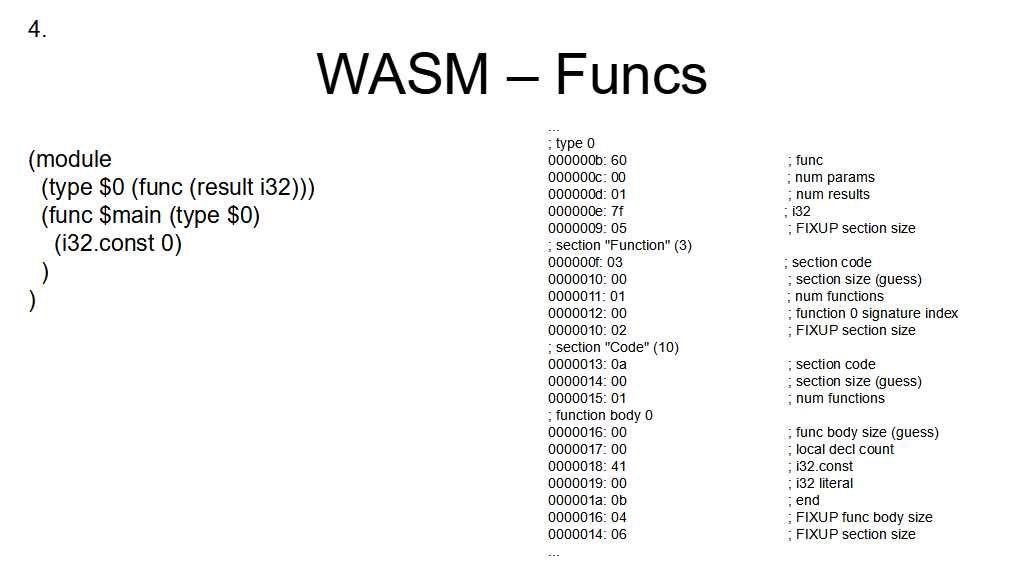 4.
WASM – Funcs
(module
(type $0 (func (result i32)))
(func $main (type $0)
(i32.const 0)
)
)
...
; type 0
000000b: 60 ; func
000000c: 00 ; num params
000000d: 01 ; num results
000000e: 7f ; i32
0000009: 05 ; FIXUP section size
; section "Function" (3)
000000f: 03 ; section code
0000010: 00 ; section size (guess)
0000011: 01 ; num functions
0000012: 00 ; function 0 signature index
0000010: 02 ; FIXUP section size
; section "Code" (10)
0000013: 0a ; section code
0000014: 00 ; section size (guess)
0000015: 01 ; num functions
; function body 0
0000016: 00 ; func body size (guess)
0000017: 00 ; local decl count
0000018: 41 ; i32.const
0000019: 00 ; i32 literal
000001a: 0b ; end
0000016: 04 ; FIXUP func body size
0000014: 06 ; FIXUP section size
...